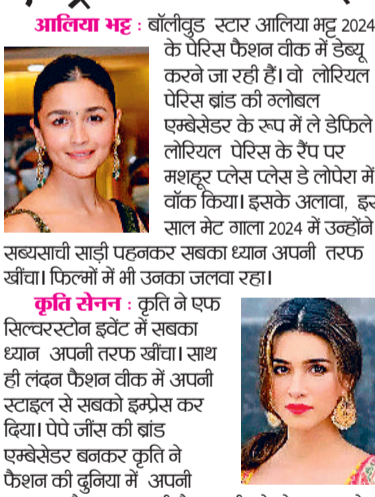 आलिया भट्ट : बॉलीवुड स्टार आलिया भट्ट 2024
के पेरिस फैशन वीक में डेब्यू
करने जा रही हैं। वो लोरियल
पेरिस ब्रांड की ग्लोबल
एम्बेसेडर के रूप में ले डेफिले
लोरियल पेरिस के रैंप पर
मशहूर प्लेस प्लेस डे लोपेरा में
वॉक किया। इसके अलावा, इस
साल मेट गाला 2024 में उन्होंने
सब्यसाची साड़ी पहनकर सबका ध्यान अपनी तरफ
खींचा। फिल्मों में भी उनका जलवा रहा।
कृति सेनन : कृति ने एफ
सिल्वरस्टोन इवेंट में सबका
ध्यान अपनी तरफ खींचा। साथ
ही लंदन फैशन वीक में अपनी
स्टाइल से सबको इम्प्रेस कर
दिया। पेपे जींस की ब्रांड
एम्बेसेडर बनकर कृति ने
फैशन की दुनिया में अपनी